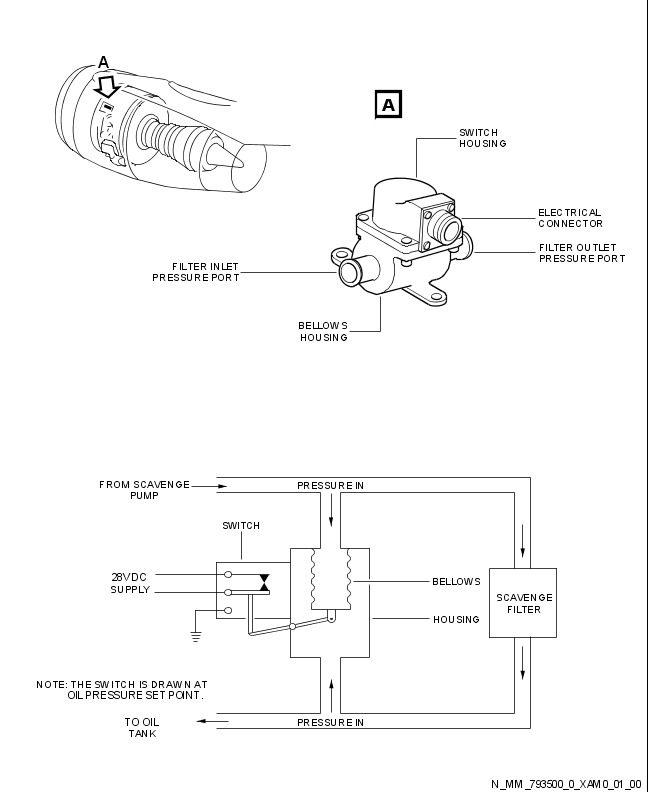 A
A
SWITCH
HOUSING
ELECTRICAL
CONNECTOR
FILTER OUTLET
PRESSURE PORT
FILTER INLET
PRESSURE PORT
BELLOWS
HOUSING
FROM SCAVENGE
PUMP
PRESSURE IN
SWITCH
28VDC
SUPPLY
BELLOWS
SCAVENGE
FILTER
HOUSING
NOTE: THE SWITCH IS DRAWN AT
OIL PRESSURE SET POINT.
TO OIL
TANK
PRESSURE IN
N_MM_793500_0_XAM0_01_00